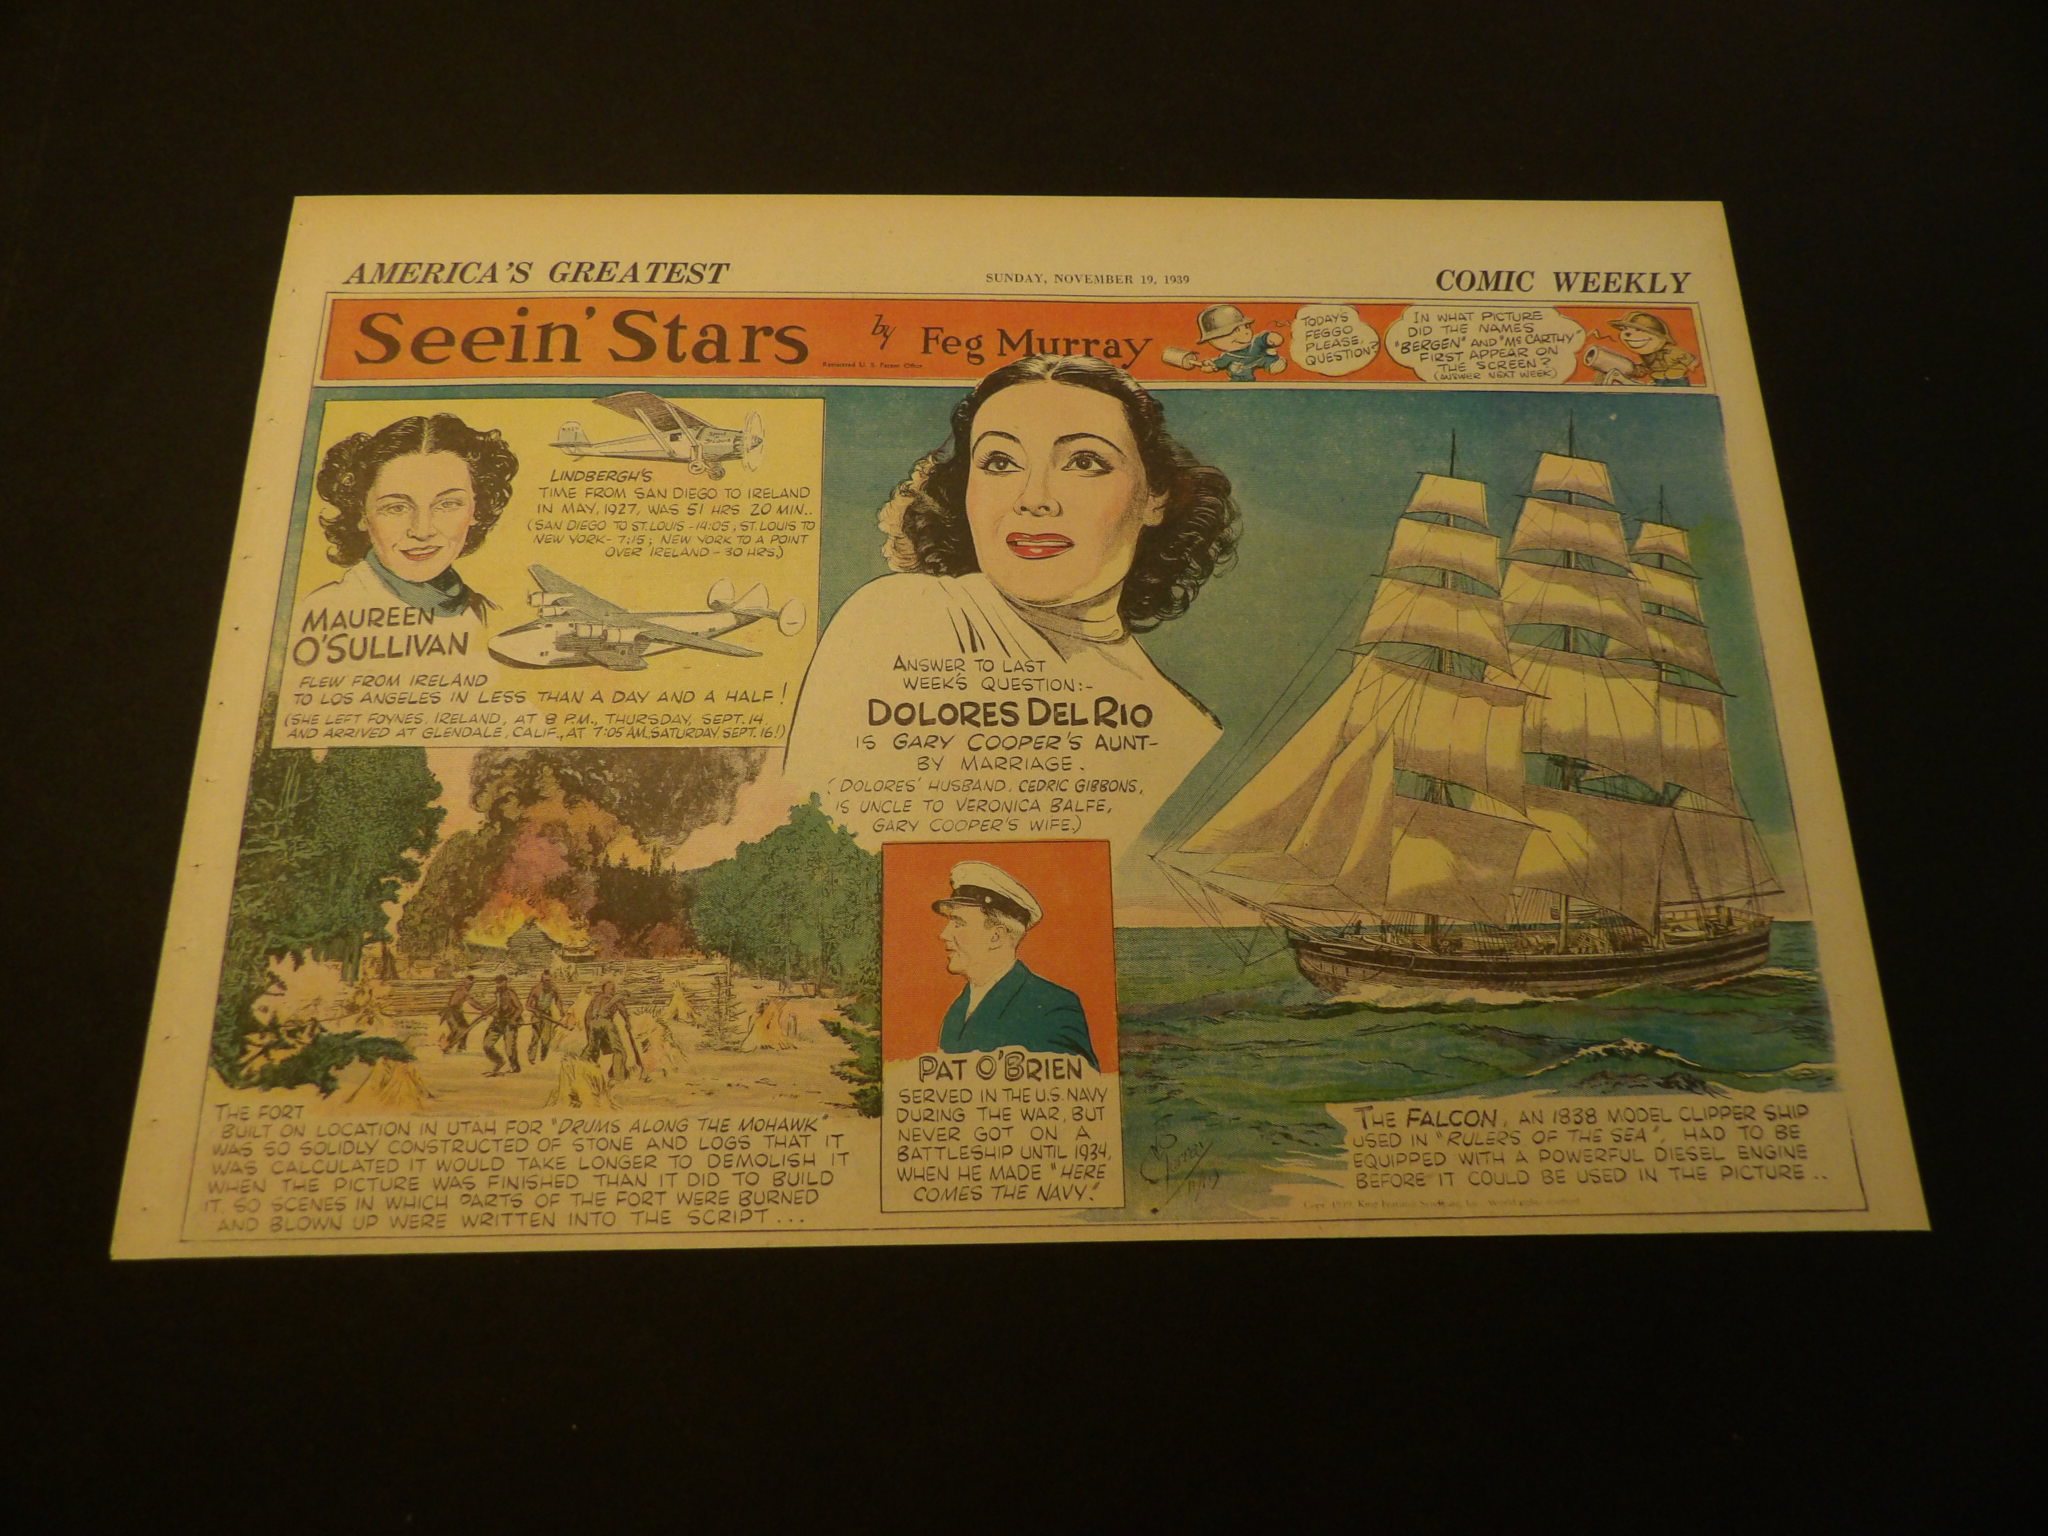 AMERICA'S GREATEST
SUNDAY, NOVEMBER 19, 1939
COMIC WEEKLY
Seein' Stars
by
Feg Murray
Registered U. S. Patent Office
TODAY'S
FEGGO
PLEASE,
QUESTION?
IN WHAT PICTURE
DID THE NAMES
"BERGEN" AND "MCCARTHY"
FIRST APPEAR ON
THE SCREEN?
(ANSWER NEXT WEEK)
LINDBERGH'S
TIME FROM SAN DIEGO TO IRELAND
IN MAY, 1927, WAS 51 HRS 20 MIN..
(SAN DIEGO TO ST. LOUIS - 14:05; ST. LOUIS TO
NEW YORK - 7:15; NEW YORK TO A POINT
OVER IRELAND - 30 HRS.)
MAUREEN
O'SULLIVAN
FLEW FROM IRELAND
TO LOS ANGELES IN LESS THAN A DAY AND A HALF!
(SHE LEFT FOYNES, IRELAND, AT 8 P.M., THURSDAY, SEPT. 14,
AND ARRIVED AT GLENDALE, CALIF., AT 7:05 A.M. SATURDAY, SEPT. 16!)
ANSWER TO LAST
WEEK'S QUESTION:-
DOLORES DEL RIO
IS GARY COOPER'S AUNT-
BY MARRIAGE.
(DOLORES' HUSBAND, CEDRIC GIBBONS,
IS UNCLE TO VERONICA BALFE,
GARY COOPER'S WIFE.)
THE FORT
BUILT ON LOCATION IN UTAH FOR "DRUMS ALONG THE MOHAWK"
WAS SO SOLIDLY CONSTRUCTED OF STONE AND LOGS THAT IT
WAS CALCULATED IT WOULD TAKE LONGER TO DEMOLISH IT
WHEN THE PICTURE WAS FINISHED THAN IT DID TO BUILD
IT, SO SCENES IN WHICH PARTS OF THE FORT WERE BURNED
AND BLOWN UP WERE WRITTEN INTO THE SCRIPT...
PAT O'BRIEN
SERVED IN THE U.S. NAVY
DURING THE WAR, BUT
NEVER GOT ON A
BATTLESHIP UNTIL 1934,
WHEN HE MADE "HERE
COMES THE NAVY."
THE FALCON, AN 1838 MODEL CLIPPER SHIP
USED IN "RULERS OF THE SEA", HAD TO BE
EQUIPPED WITH A POWERFUL DIESEL ENGINE
BEFORE IT COULD BE USED IN THE PICTURE..
Copr. 1939, King Features Syndicate, Inc., World rights reserved